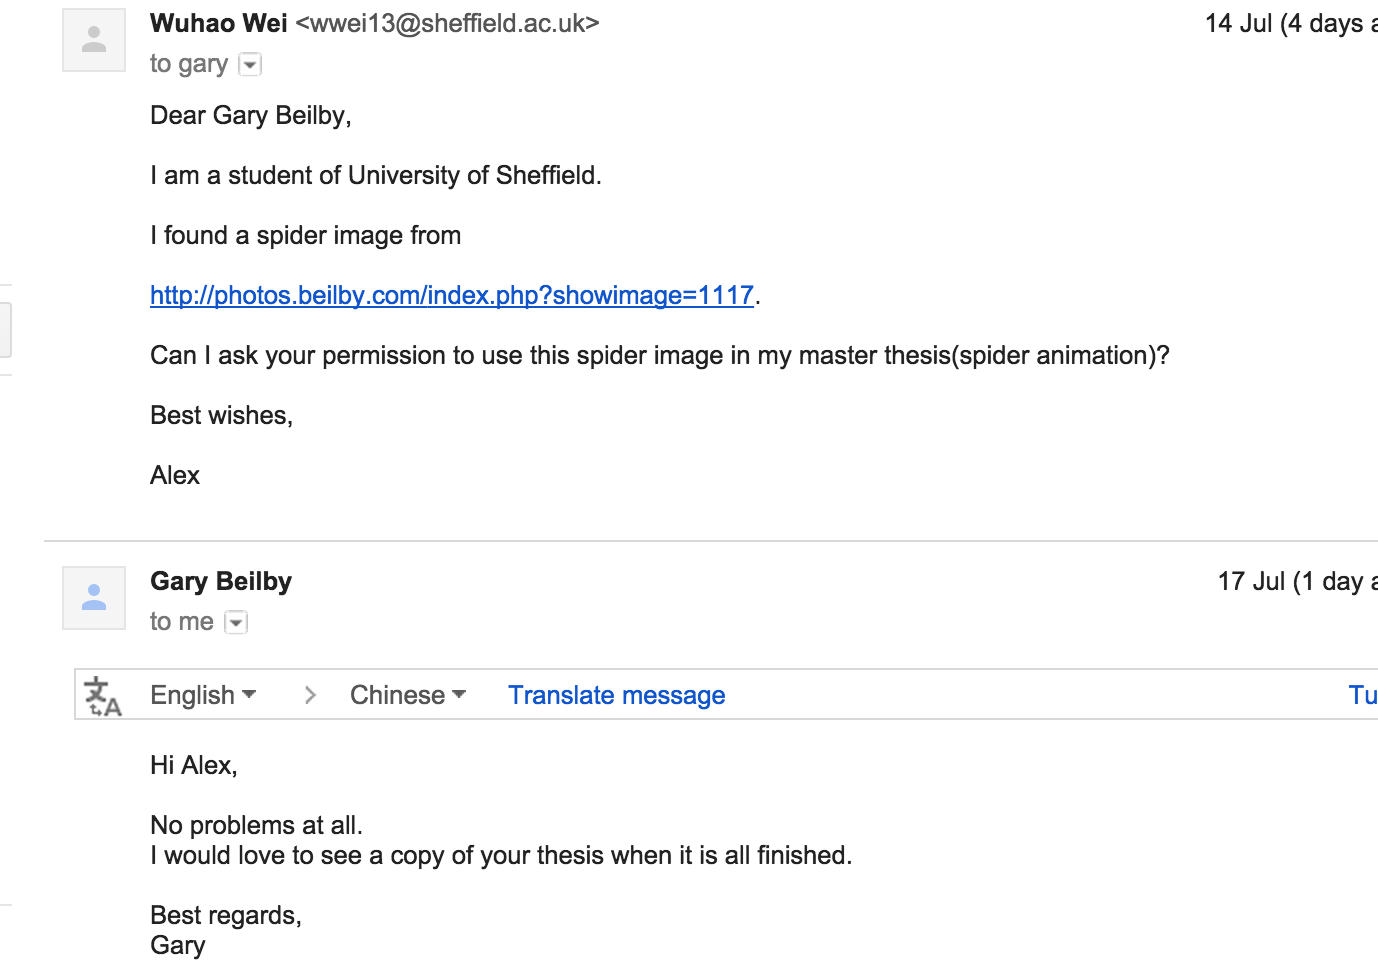 Wuhao Wei <wwei13@sheffield.ac.uk> 14 Jul (4 days
to gary
Dear Gary Beilby,
I am a student of University of Sheffield.
I found a spider image from
http://photos.beilby.com/index.php?showimage=1117.
Can I ask your permission to use this spider image in my master thesis(spider animation)?
Best wishes,
Alex
Gary Beilby 17 Jul (1 day
to me
English Chinese Translate message
Hi Alex,
No problems at all.
I would love to see a copy of your thesis when it is all finished.
Best regards,
Gary